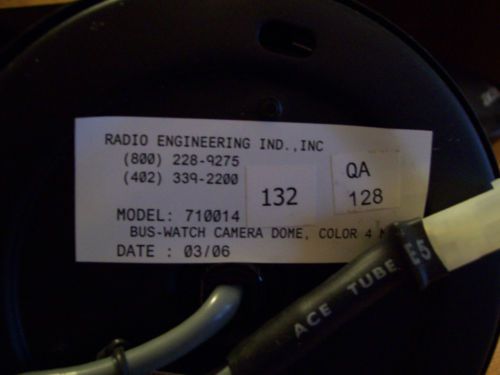 RADIO ENGINEERING IND.,INC
(800) 228-9275
(402) 339-2200
132
QA
128
MODEL: 710014
BUS-WATCH CAMERA DOME, COLOR 4
DATE : 03/06
ACE TUBE
E5